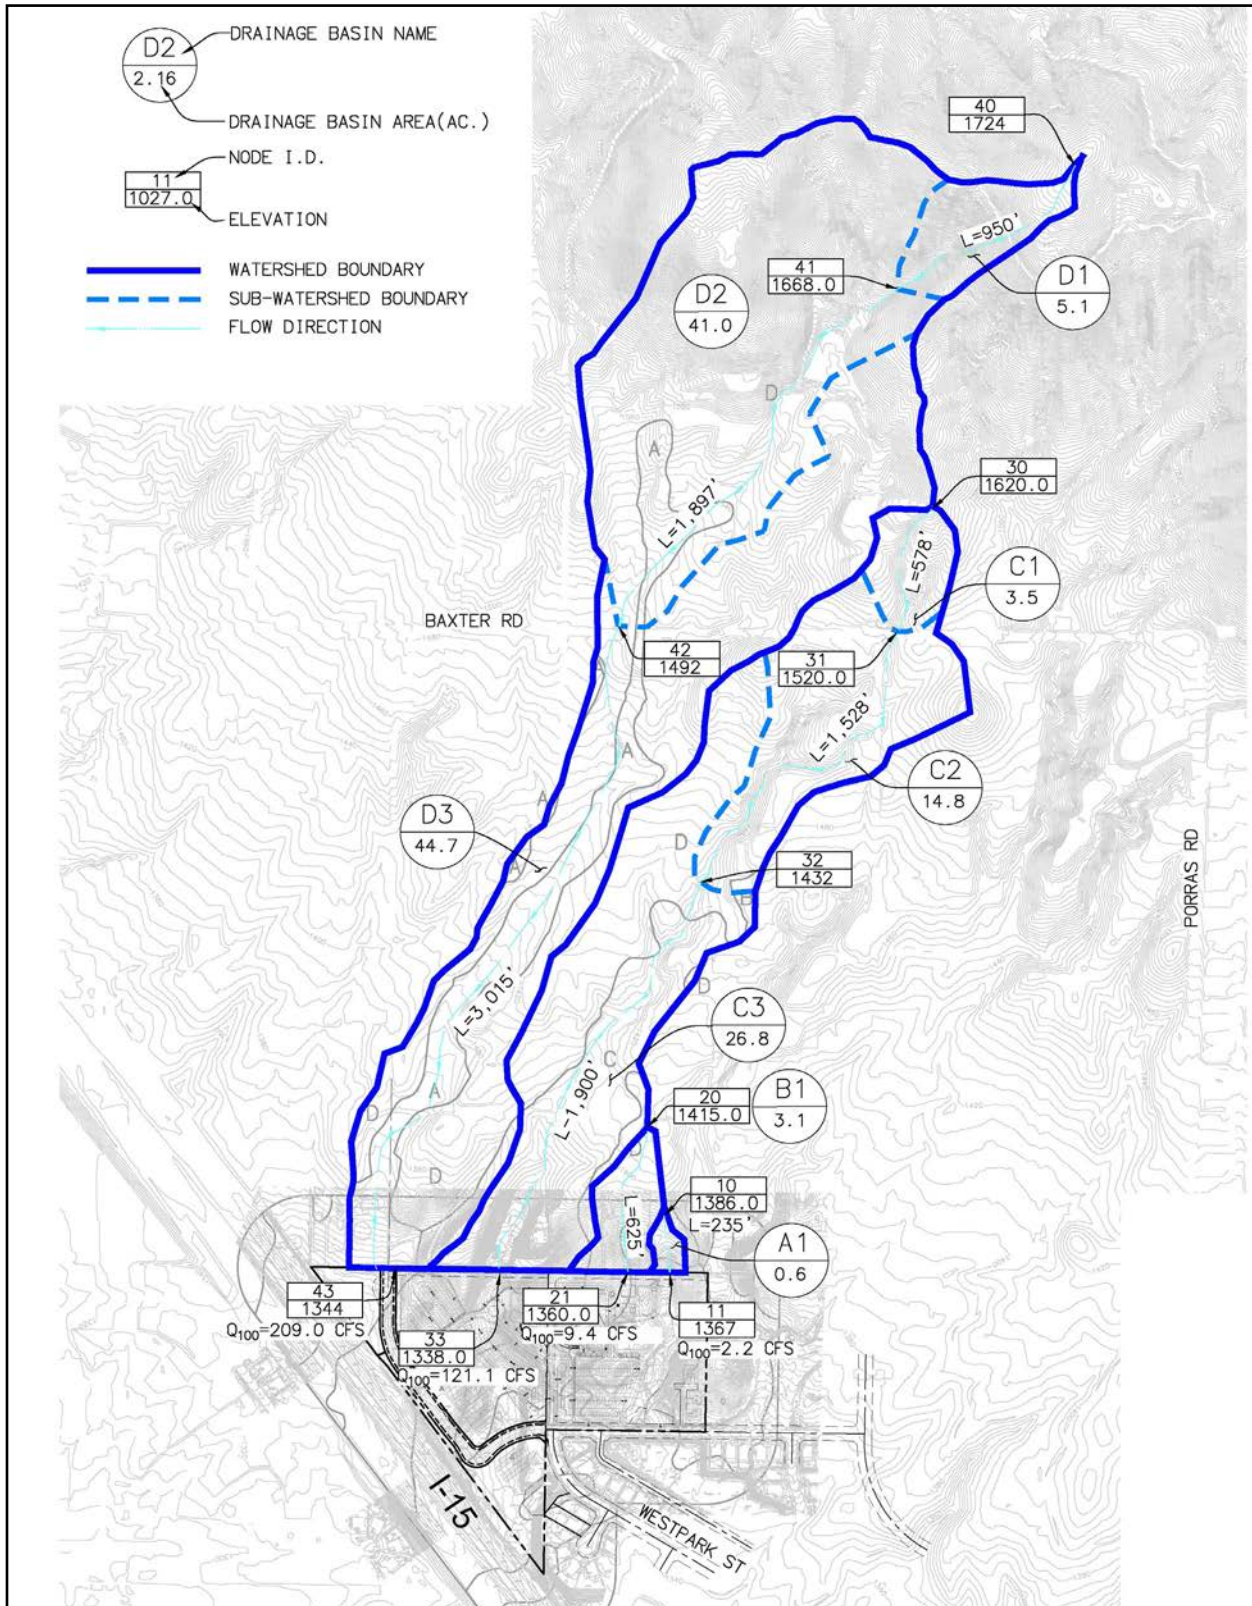 D2
2.16
DRAINAGE BASIN NAME
DRAINAGE BASIN AREA(AC.)
NODE I.D.
11
1027.0
ELEVATION
WATERSHED BOUNDARY
SUB-WATERSHED BOUNDARY
FLOW DIRECTION
40
1724
L=950'
41
1668.0
D1
5.1
D2
41.0
D
A
30
1620.0
L=1,897'
L=578'
C1
3.5
BAXTER RD
42
1492
31
1520.0
A
L=1,528'
A
C2
14.8
A
D3
44.7
D
A
32
1432
B
PORRAS RD
D
L=3,015'
C3
26.8
C
L-1,900'
20
1415.0
B1
3.1
A
D
D
D
10
1386.0
L=235'
L=625'
A1
0.6
43
1344
Q100=209.0 CFS
21
1360.0
Q100=9.4 CFS
11
1367
Q100=2.2 CFS
33
1338.0
Q100=121.1 CFS
I-15
WESTPARK ST